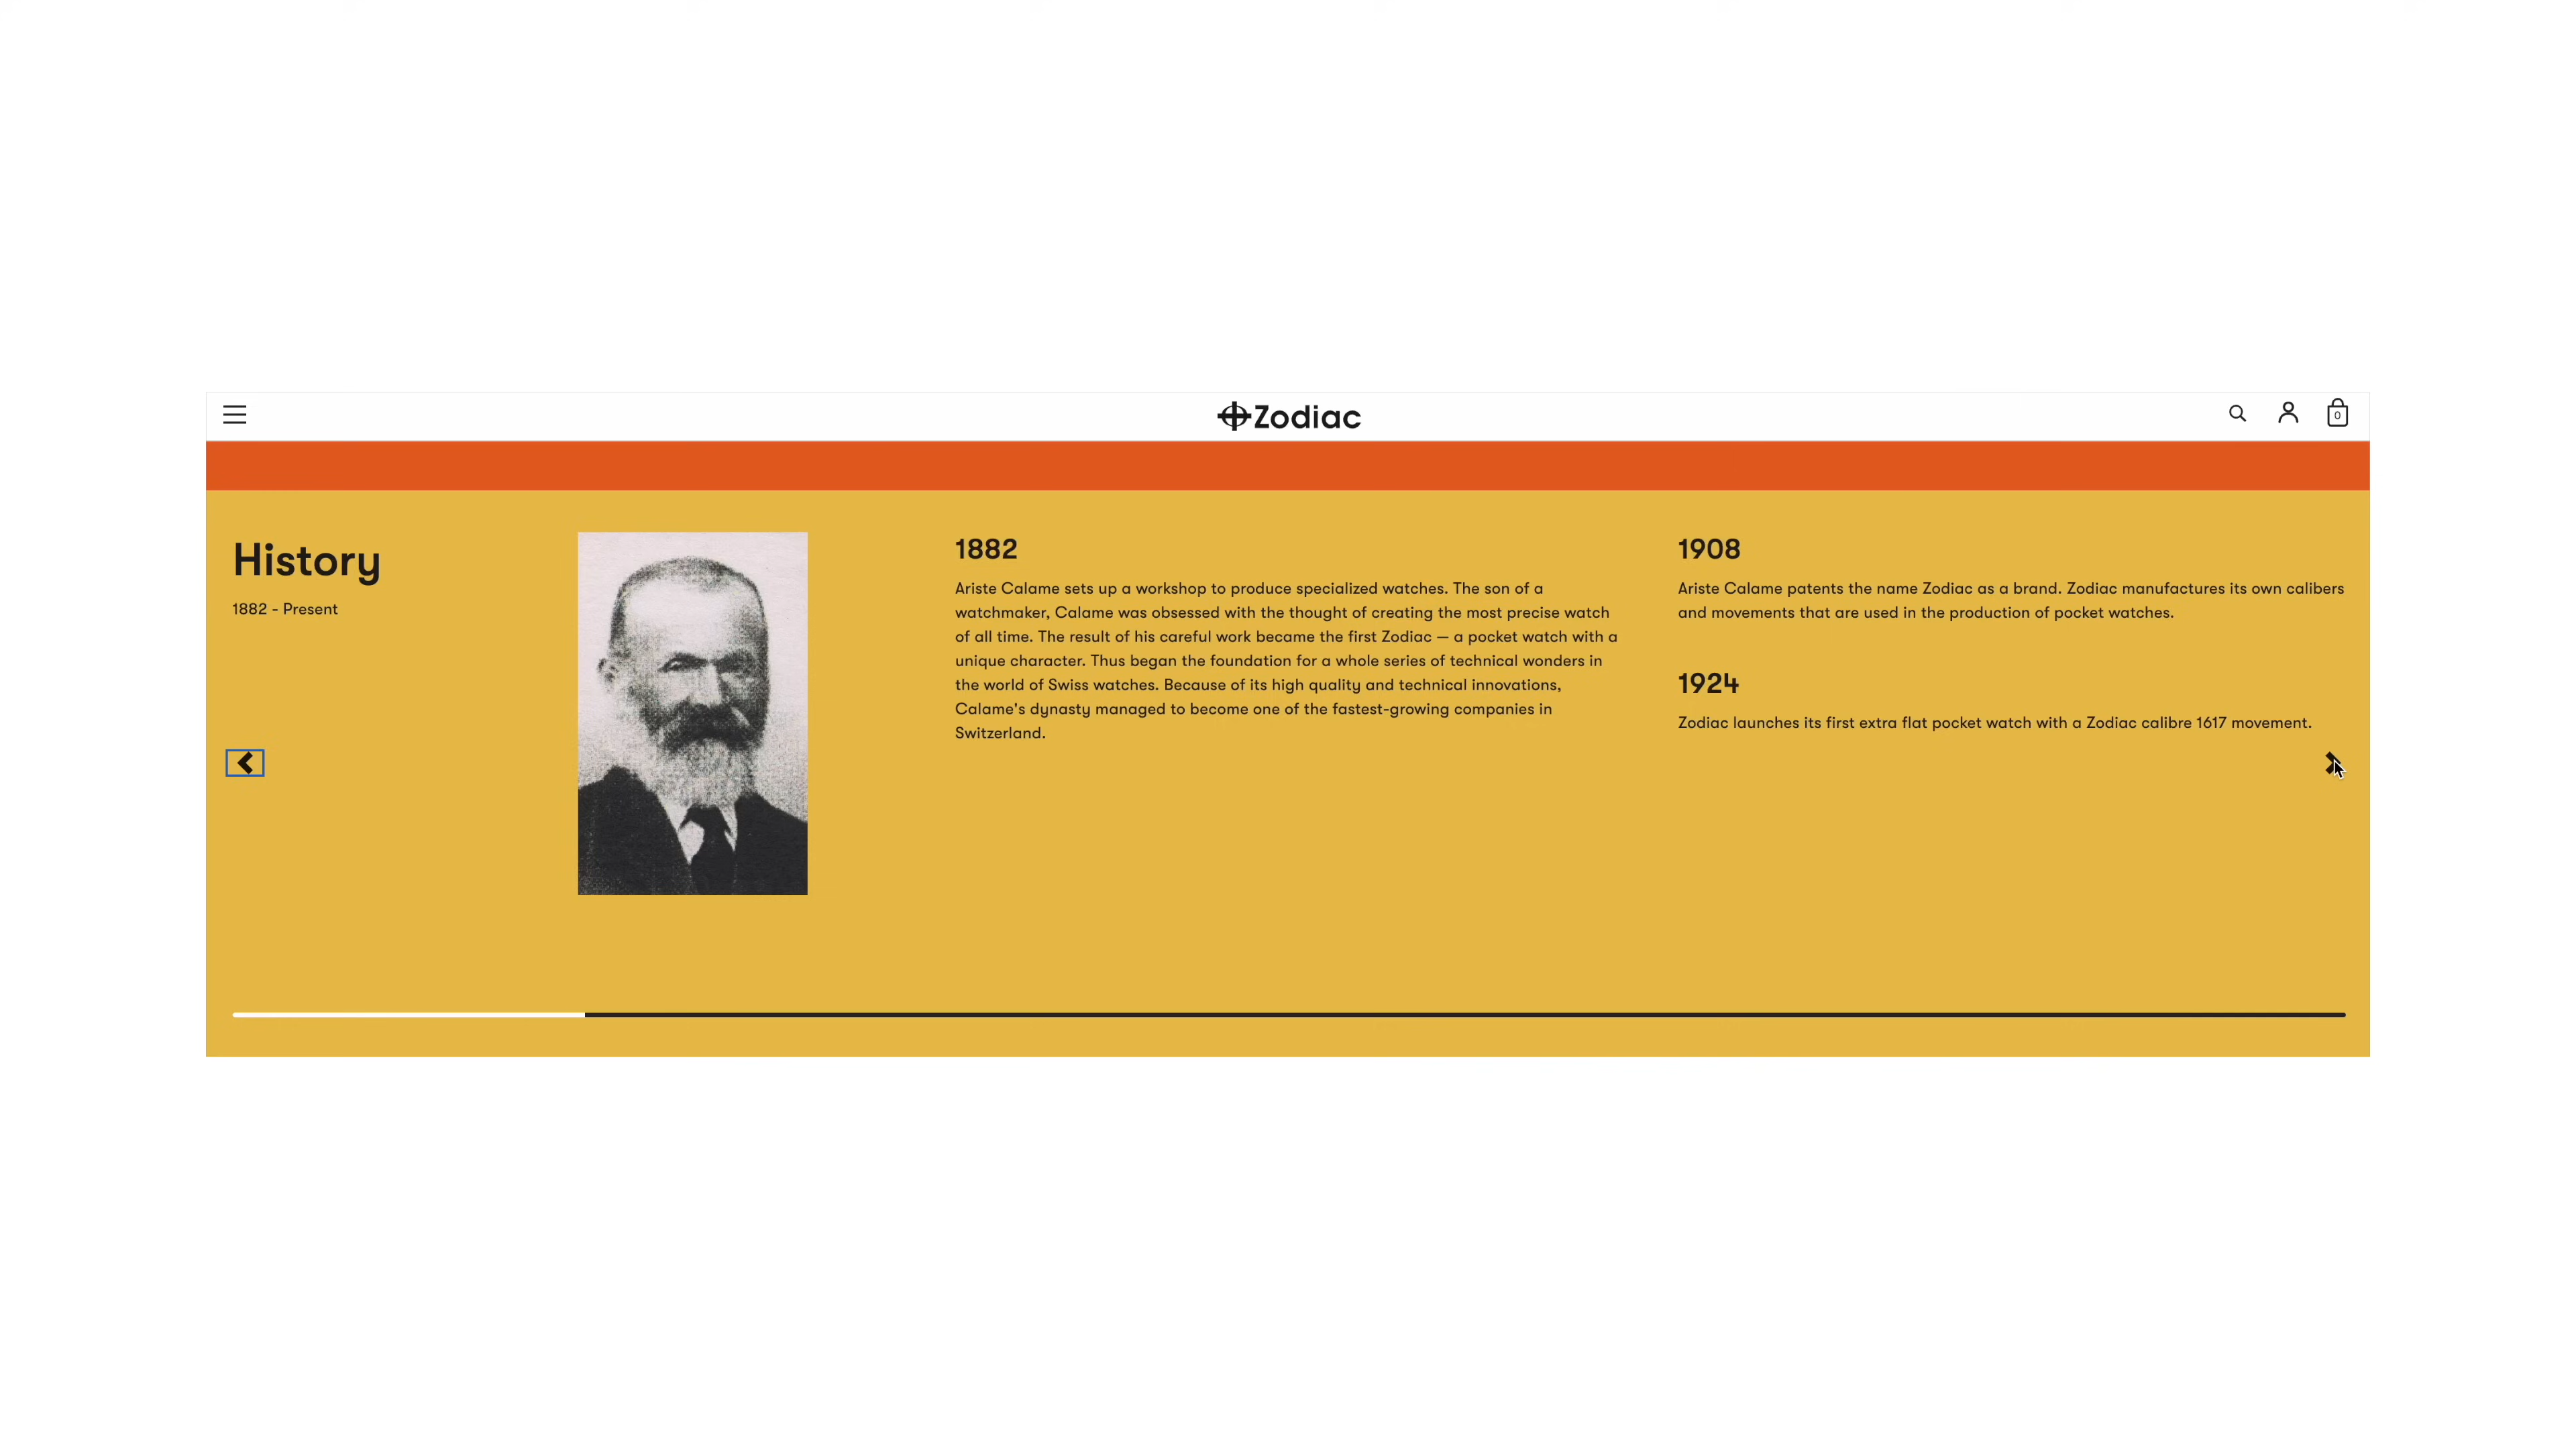 Zodiac
0
History
1882 - Present
1882
Ariste Calame sets up a workshop to produce specialized watches. The son of a
watchmaker, Calame was obsessed with the thought of creating the most precise watch
of all time. The result of his careful work became the first Zodiac — a pocket watch with a
unique character. Thus began the foundation for a whole series of technical wonders in
the world of Swiss watches. Because of its high quality and technical innovations,
Calame's dynasty managed to become one of the fastest-growing companies in
Switzerland.
1908
Ariste Calame patents the name Zodiac as a brand. Zodiac manufactures its own calibers
and movements that are used in the production of pocket watches.
1924
Zodiac launches its first extra flat pocket watch with a Zodiac calibre 1617 movement.